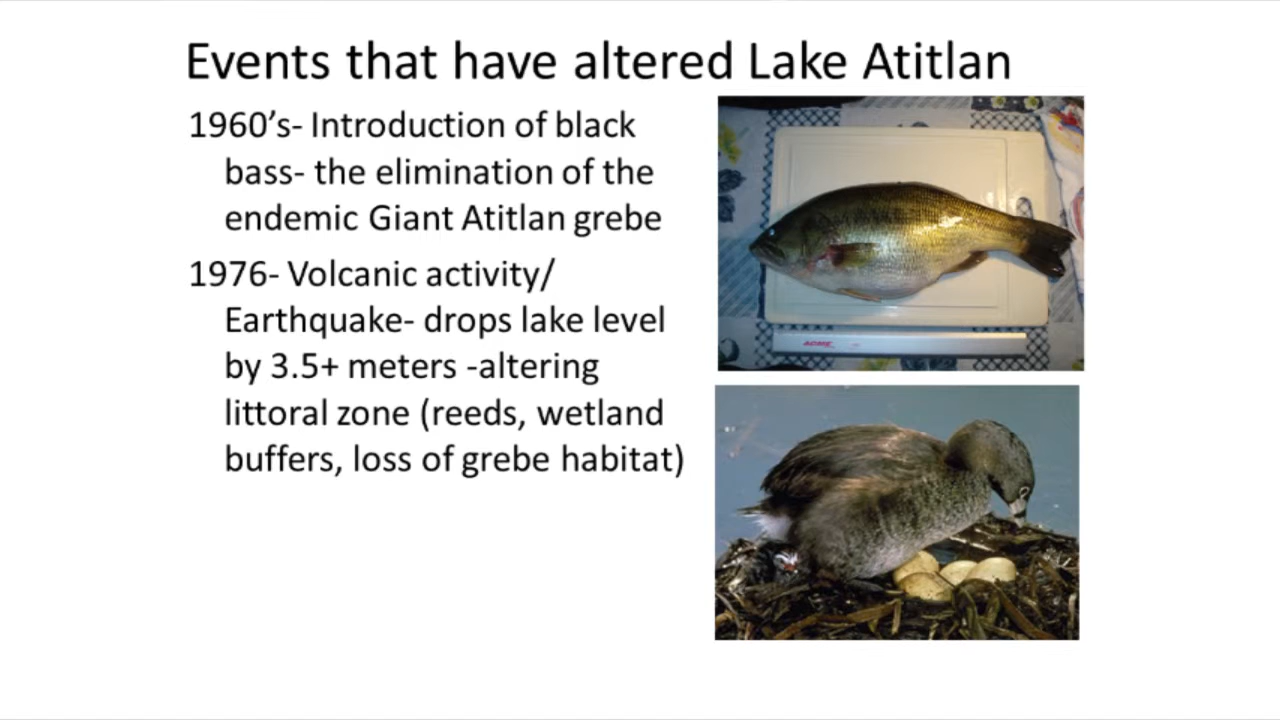 Events that have altered Lake Atitlan
1960’s- Introduction of black
bass- the elimination of the
endemic Giant Atitlan grebe
1976- Volcanic activity/
Earthquake- drops lake level
by 3.5+ meters -altering
littoral zone (reeds, wetland
buffers, loss of grebe habitat)
ACME